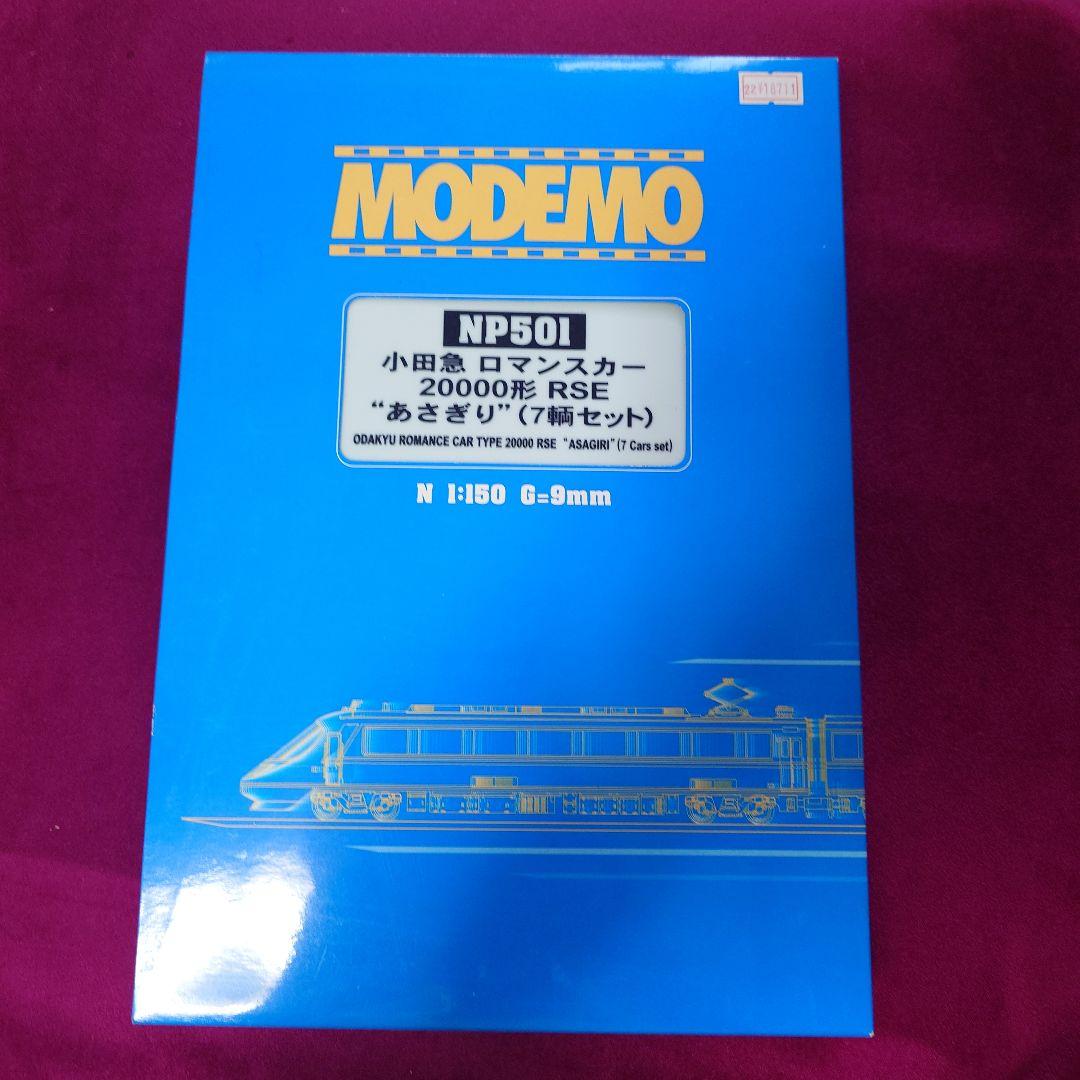 22¥18711
MODEMO
NP501
小田急 ロマンスカー
20000形 RSE
“あさぎり”(7輌セット)
ODAKYU ROMANCE CAR TYPE 20000 RSE “ASAGIRI”(7 Cars set)
N 1:150 G=9mm